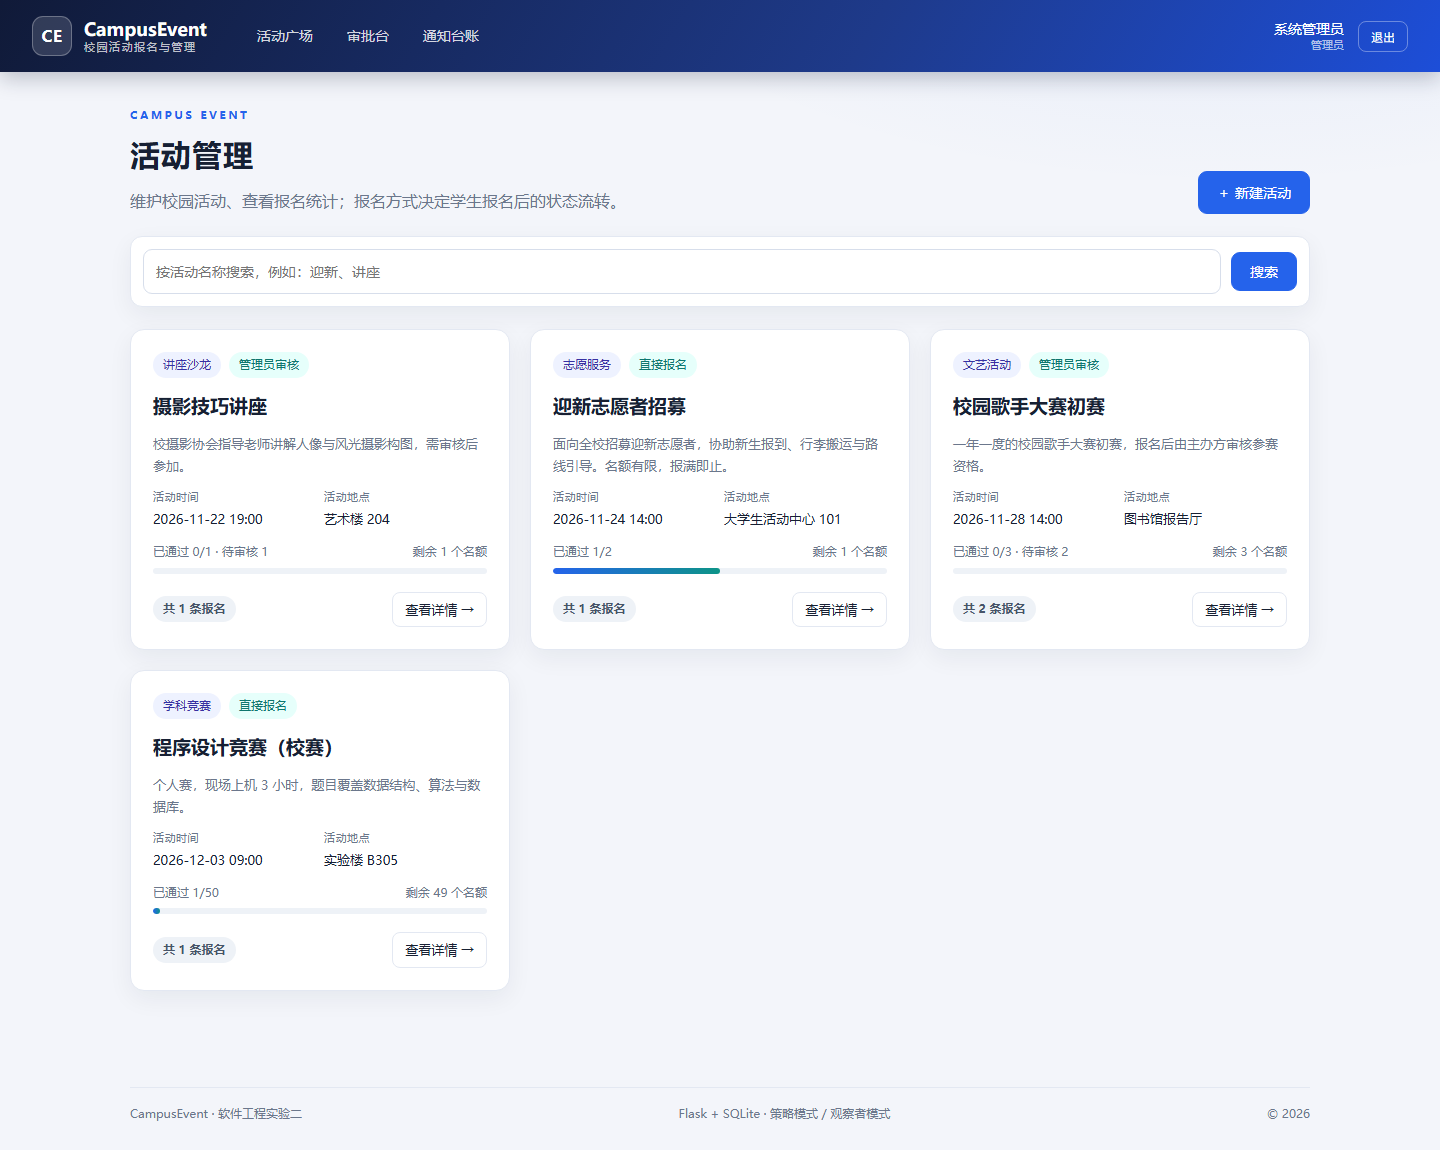 CE
CampusEvent
校园活动报名与管理
活动广场
审批台
通知台账
系统管理员
管理员
退出
CAMPUS EVENT
活动管理
维护校园活动、查看报名统计；报名方式决定学生报名后的状态流转。
＋ 新建活动
按活动名称搜索，例如：迎新、讲座
搜索
讲座沙龙
管理员审核
摄影技巧讲座
校摄影协会指导老师讲解人像与风光摄影构图，需审核后
参加。
活动时间
活动地点
2026-11-22 19:00
艺术楼 204
已通过 0/1 · 待审核 1
剩余 1 个名额
共 1 条报名
查看详情 →
志愿服务
直接报名
迎新志愿者招募
面向全校招募迎新志愿者，协助新生报到、行李搬运与路
线引导。名额有限，报满即止。
活动时间
活动地点
2026-11-24 14:00
大学生活动中心 101
已通过 1/2
剩余 1 个名额
共 1 条报名
查看详情 →
文艺活动
管理员审核
校园歌手大赛初赛
一年一度的校园歌手大赛初赛，报名后由主办方审核参赛
资格。
活动时间
活动地点
2026-11-28 14:00
图书馆报告厅
已通过 0/3 · 待审核 2
剩余 3 个名额
共 2 条报名
查看详情 →
学科竞赛
直接报名
程序设计竞赛（校赛）
个人赛，现场上机 3 小时，题目覆盖数据结构、算法与数
据库。
活动时间
活动地点
2026-12-03 09:00
实验楼 B305
已通过 1/50
剩余 49 个名额
共 1 条报名
查看详情 →
CampusEvent · 软件工程实验二
Flask + SQLite · 策略模式 / 观察者模式
© 2026